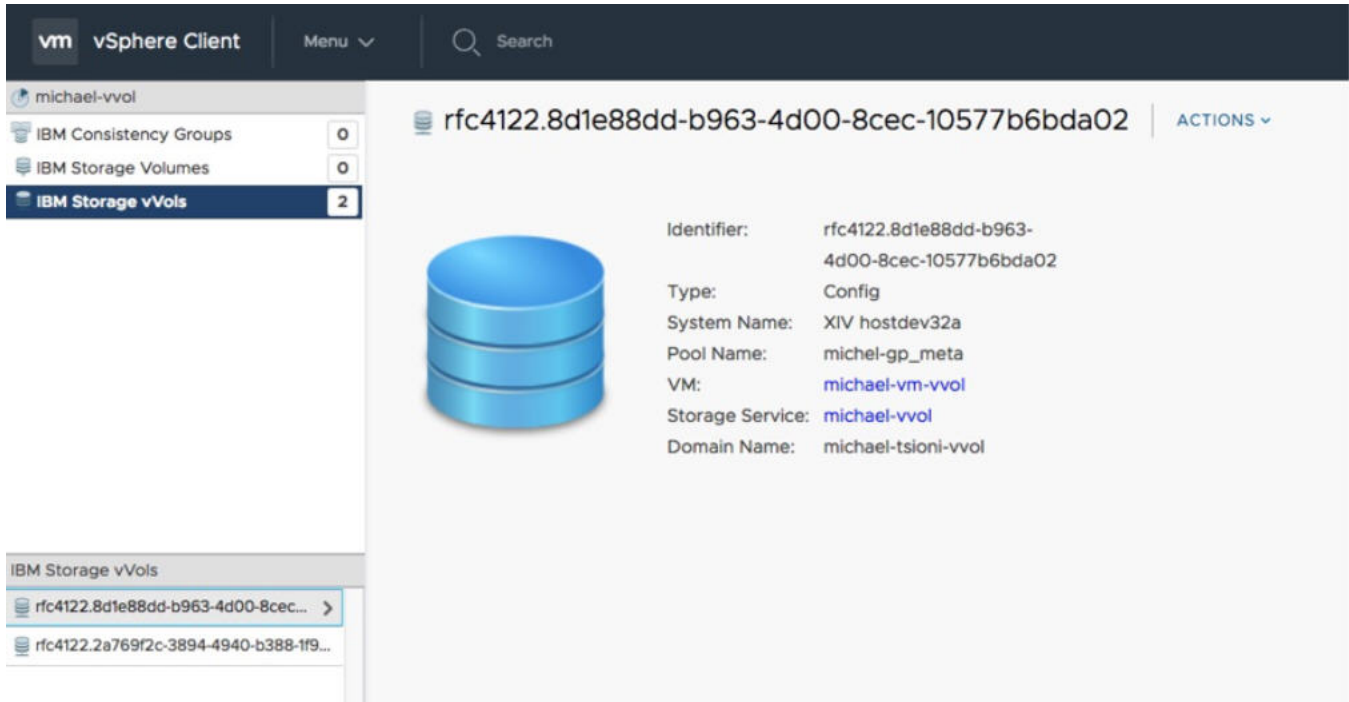 vm vSphere Client Menu Search
michael-vvol
IBM Consistency Groups 0
IBM Storage Volumes 0
IBM Storage vVols 2
rfc4122.8d1e88dd-b963-4d00-8cec-10577b6bda02 ACTIONS
Identifier: rfc4122.8d1e88dd-b963-
4d00-8cec-10577b6bda02
Type: Config
System Name: XIV hostdev32a
Pool Name: michel-gp_meta
VM: michael-vm-vvol
Storage Service: michael-vvol
Domain Name: michael-tsioni-vvol
IBM Storage vVols
rfc4122.8d1e88dd-b963-4d00-8cec...
rfc4122.2a769f2c-3894-4940-b388-1f9...